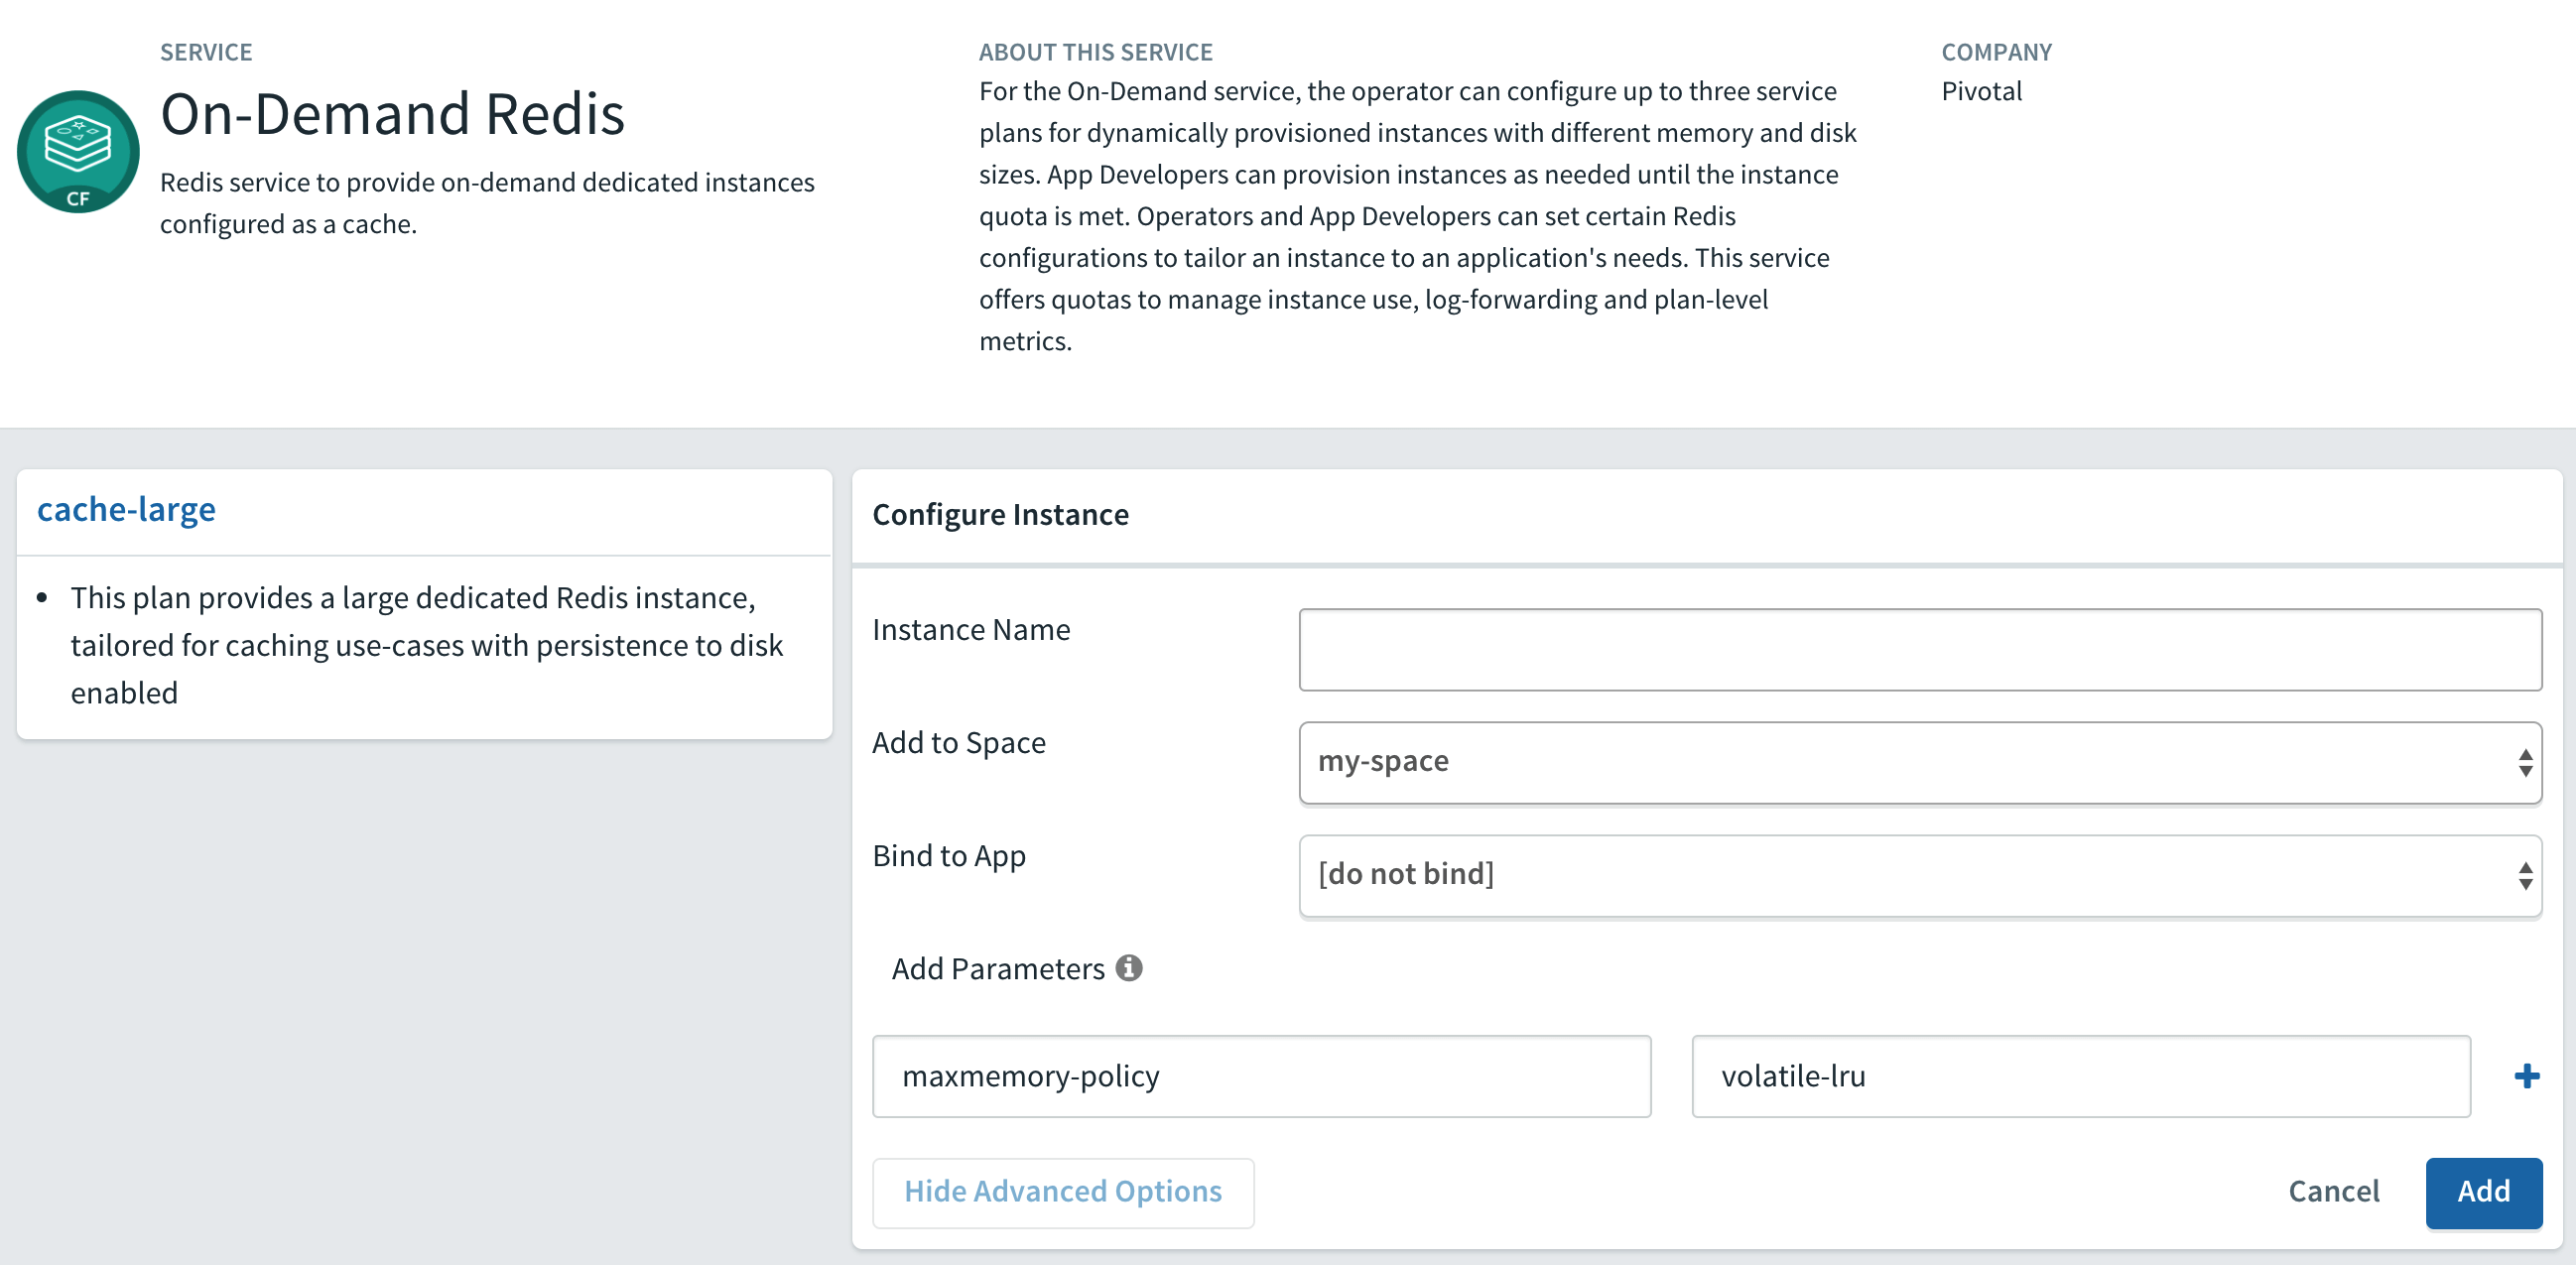 SERVICE
On-Demand Redis
Redis service to provide on-demand dedicated instances
configured as a cache.
CF
ABOUT THIS SERVICE
For the On-Demand service, the operator can configure up to three service
plans for dynamically provisioned instances with different memory and disk
sizes. App Developers can provision instances as needed until the instance
quota is met. Operators and App Developers can set certain Redis
configurations to tailor an instance to an application's needs. This service
offers quotas to manage instance use, log-forwarding and plan-level
metrics.
COMPANY
Pivotal
cache-large
• This plan provides a large dedicated Redis instance,
tailored for caching use-cases with persistence to disk
enabled
Configure Instance
Instance Name
Add to Space
my-space
Bind to App
[do not bind]
Add Parameters
maxmemory-policy
volatile-lru
Hide Advanced Options
Cancel
Add